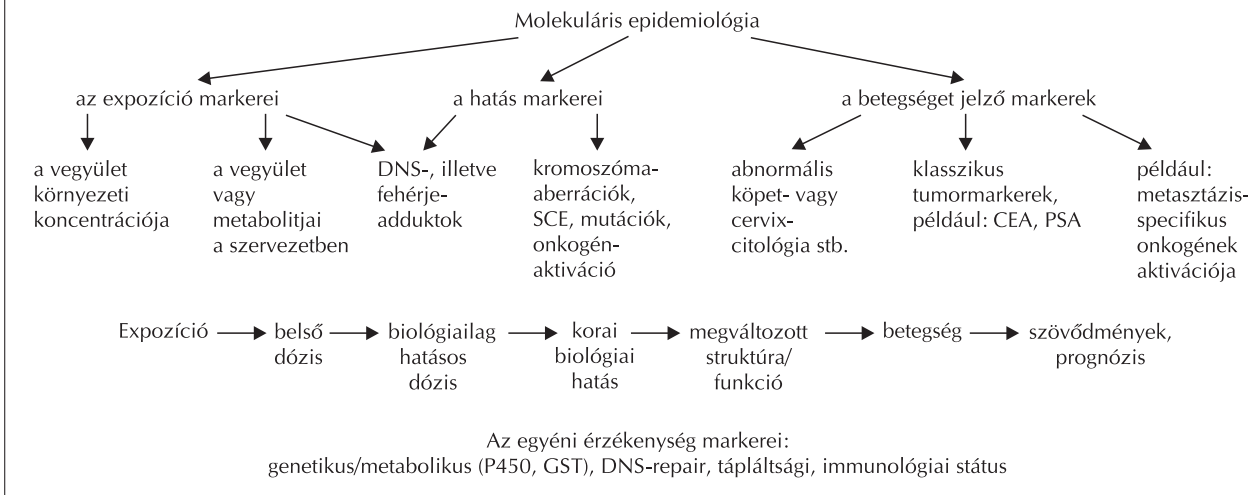 Molekuláris epidemiológia
az expozíció markerei
a hatás markerei
a betegséget jelző markerek
a vegyület
környezeti
koncentrációja
a vegyület
vagy
metabolitjai
a szervezetben
DNS-, illetve
fehérje-
adduktok
kromoszóma-
aberrációk,
SCE, mutációk,
onkogén-
aktiváció
abnormális
köpet- vagy
cervix-
citológia stb.
klasszikus
tumormarkerek,
például: CEA, PSA
például:
metasztázis-
specifikus
onkogének
aktivációja
Expozíció
belső
dózis
biológiailag
hatásos
dózis
korai
biológiai
hatás
megváltozott
struktúra/
funkció
betegség
szövődmények,
prognózis
Az egyéni érzékenység markerei:
genetikus/metabolikus (P450, GST), DNS-repair, tápláltsági, immunológiai státus